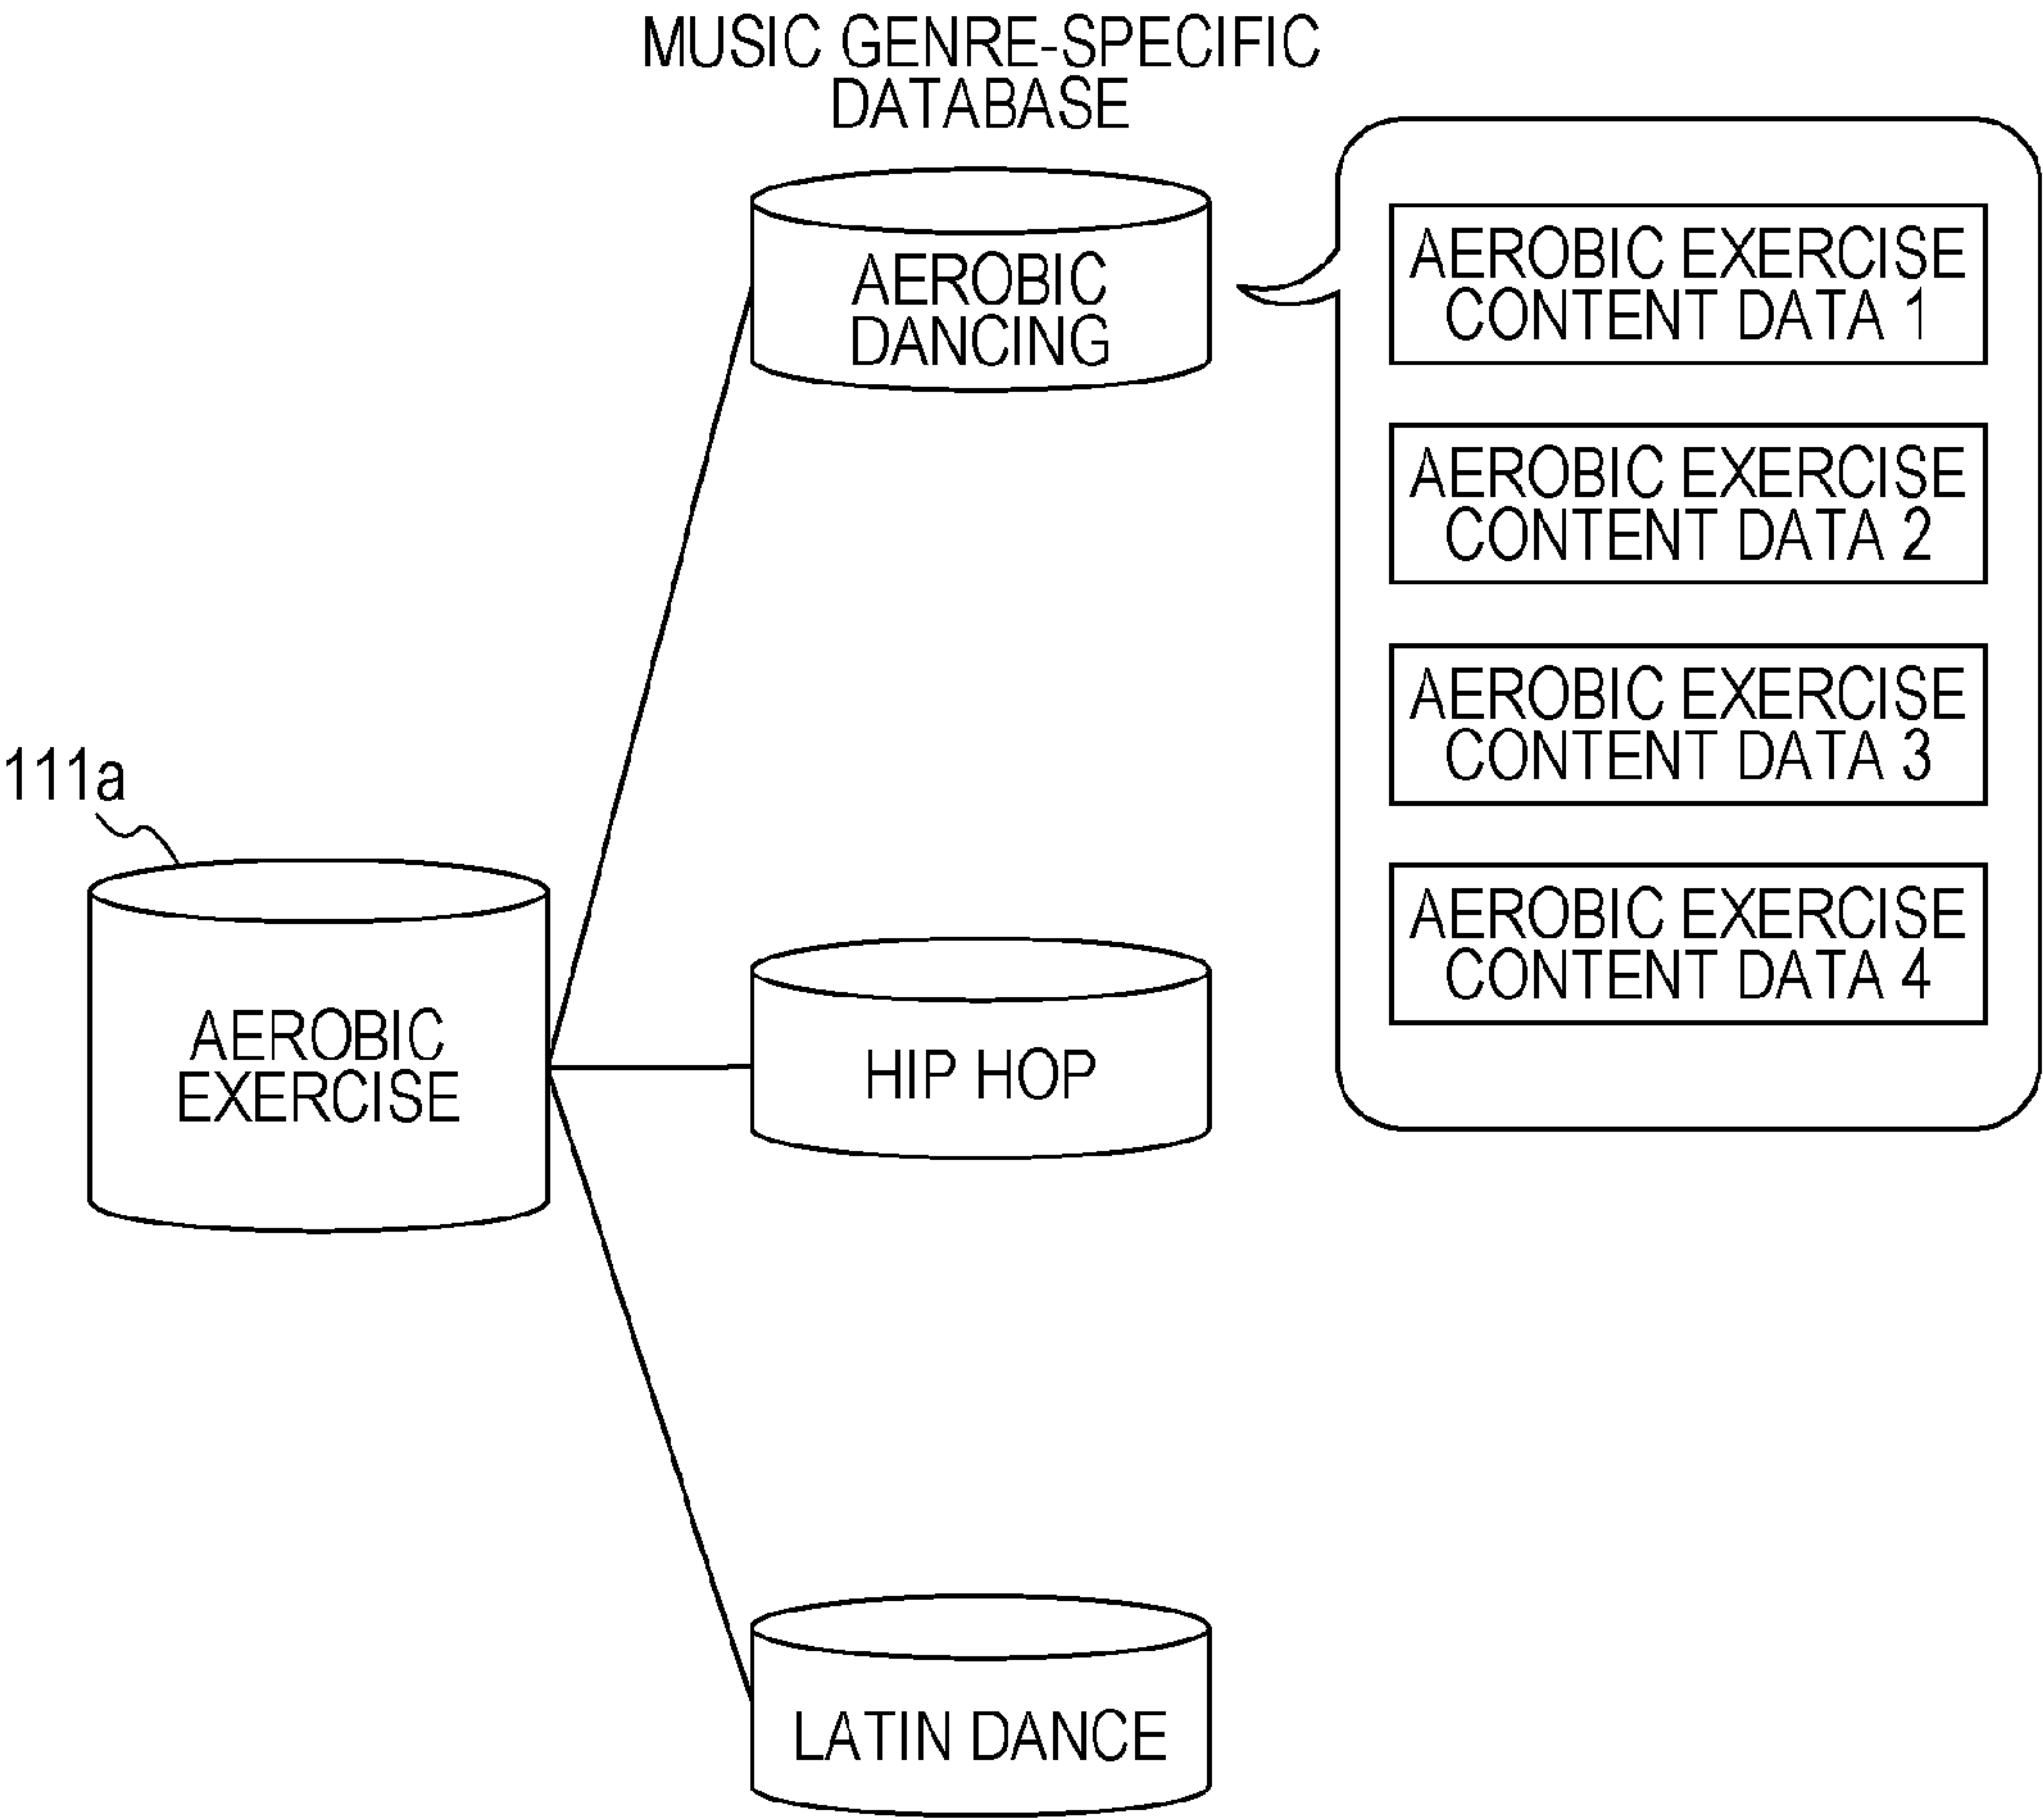 MUSIC GENRE-SPECIFIC
DATABASE
AEROBIC
DANCING
AEROBIC EXERCISE
CONTENT DATA 1
AEROBIC EXERCISE
CONTENT DATA 2
AEROBIC EXERCISE
CONTENT DATA 3
AEROBIC EXERCISE
CONTENT DATA 4
111a
AEROBIC
EXERCISE
HIP HOP
LATIN DANCE